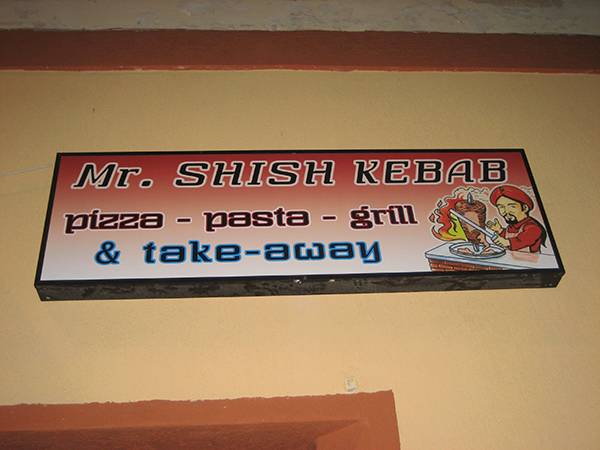 Mr. SHISH KEBAB
pizza - pasta - grill
& take-away